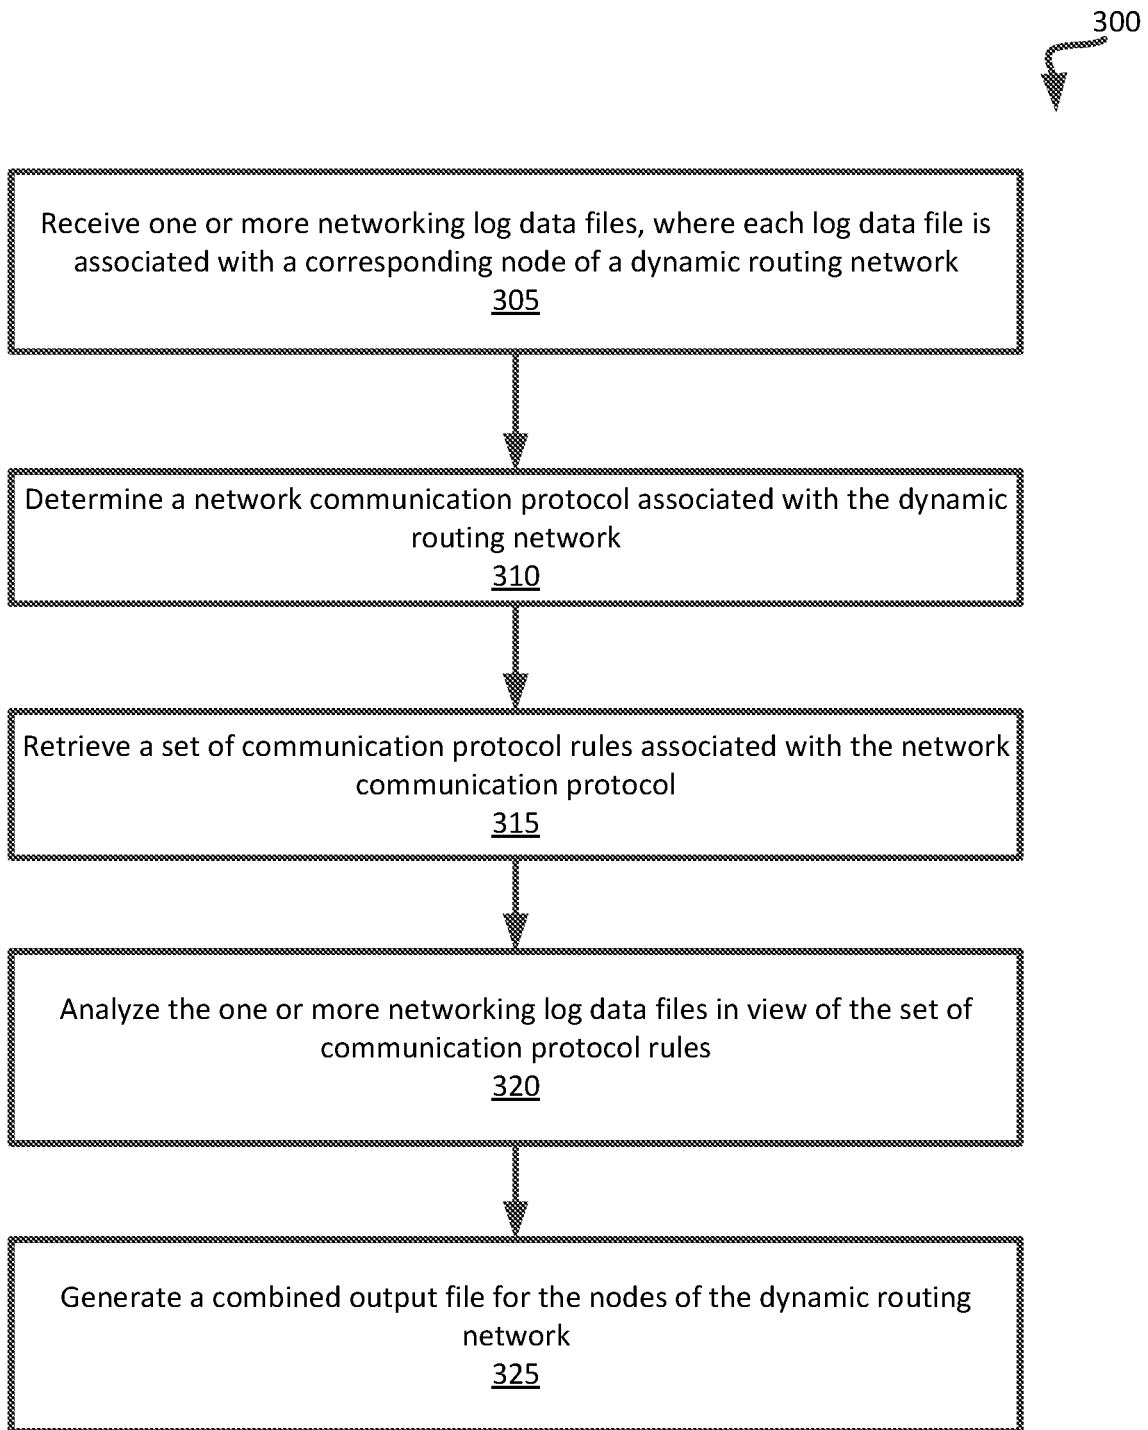 300
Receive one or more networking log data files, where each log data file is
associated with a corresponding node of a dynamic routing network
305
Determine a network communication protocol associated with the dynamic
routing network
310
Retrieve a set of communication protocol rules associated with the network
communication protocol
315
Analyze the one or more networking log data files in view of the set of
communication protocol rules
320
Generate a combined output file for the nodes of the dynamic routing
network
325